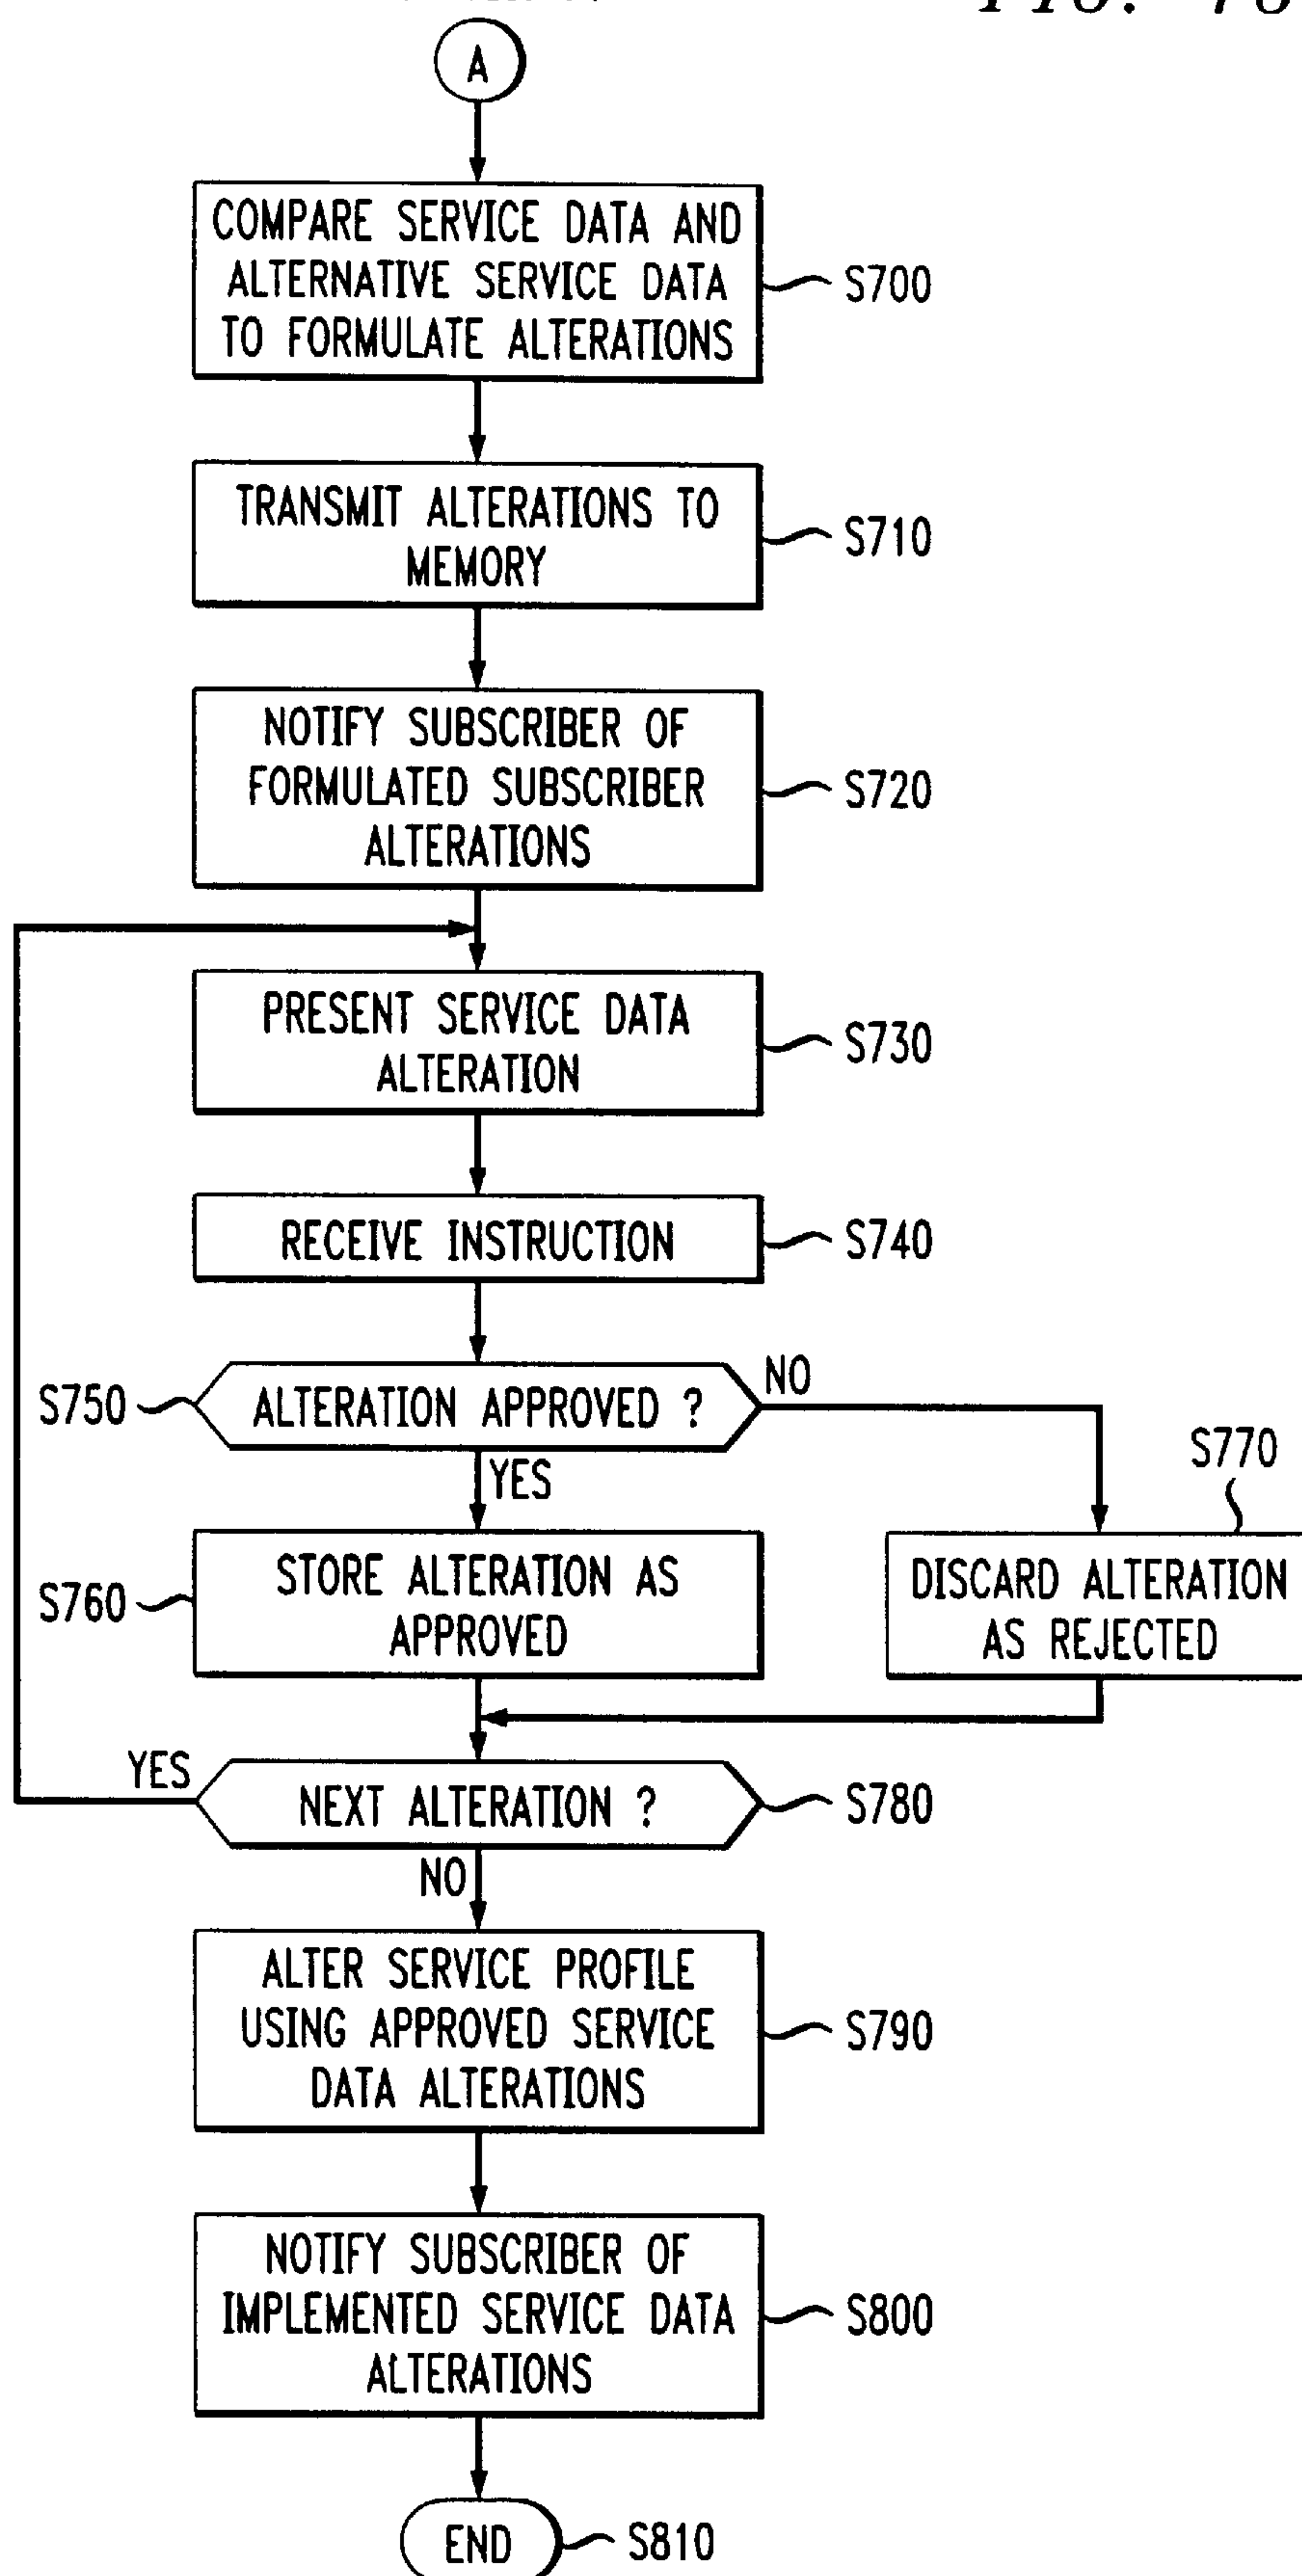 A
COMPARE SERVICE DATA AND
ALTERNATIVE SERVICE DATA
TO FORMULATE ALTERATIONS
S700
TRANSMIT ALTERATIONS TO
MEMORY
S710
NOTIFY SUBSCRIBER OF
FORMULATED SUBSCRIBER
ALTERATIONS
S720
PRESENT SERVICE DATA
ALTERATION
S730
RECEIVE INSTRUCTION
S740
S750
ALTERATION APPROVED ?
NO
YES
S770
S760
STORE ALTERATION AS
APPROVED
DISCARD ALTERATION
AS REJECTED
YES
NEXT ALTERATION ?
S780
NO
ALTER SERVICE PROFILE
USING APPROVED SERVICE
DATA ALTERATIONS
S790
NOTIFY SUBSCRIBER OF
IMPLEMENTED SERVICE DATA
ALTERATIONS
S800
END
S810